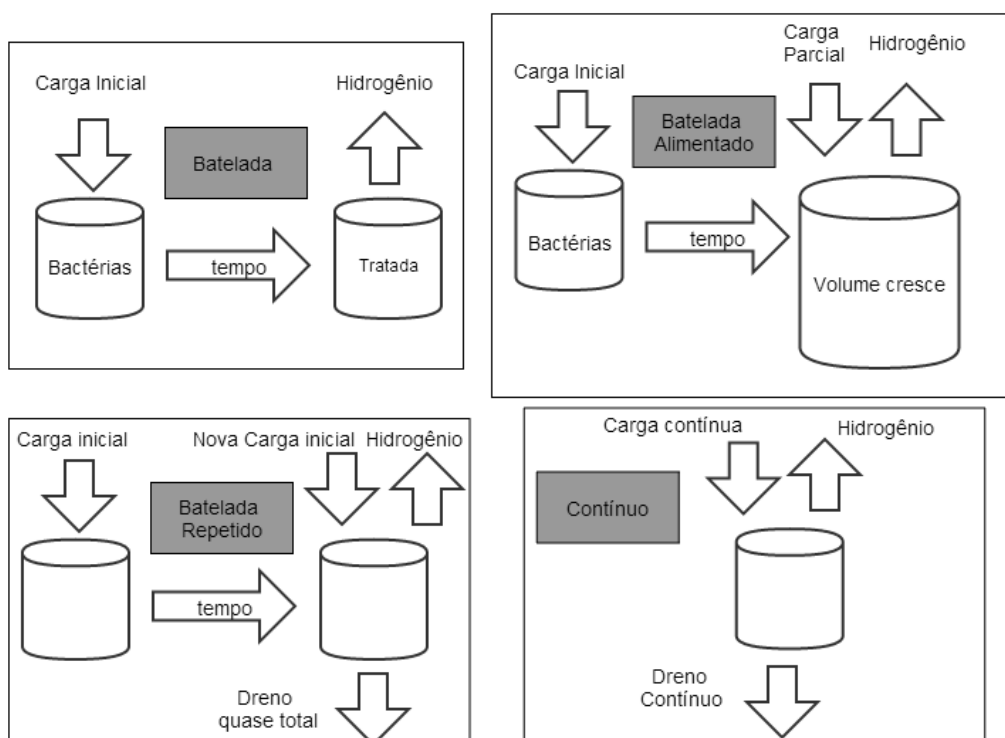 Carga Inicial
Hidrogênio
Batelada
Bactérias
tempo
Tratada
Carga Inicial
Carga
Parcial
Hidrogênio
Batelada
Alimentado
Bactérias
tempo
Volume cresce
Carga inicial
Nova Carga inicial
Hidrogênio
Batelada
Repetido
tempo
Dreno
quase total
Carga contínua
Hidrogênio
Contínuo
Dreno
Contínuo